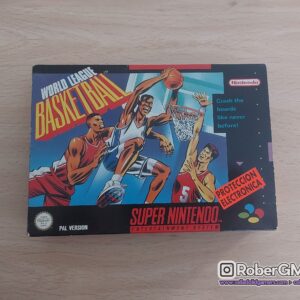 WORLD LEAGUE
BASKETBALL
Nintendo
Crash the
boards
like never
before!
5
PROTECCION
ELECTRONICA
PAL VERSION
SUPER NINTENDO
ENTERTAINMENT SYSTEM
RoberGM